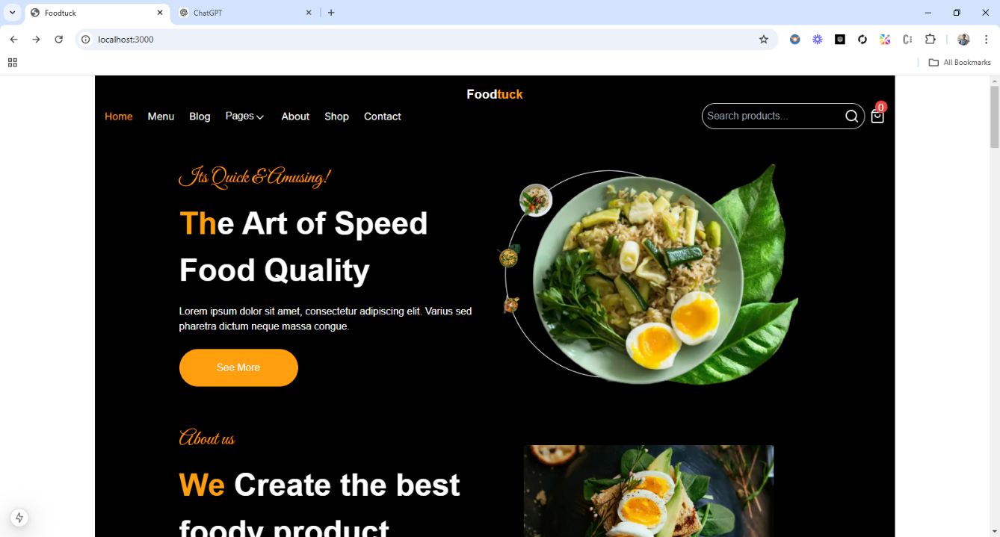 Foodtuck
ChatGPT
localhost:3000
All Bookmarks
Foodtuck
Home Menu Blog Pages About Shop Contact
Search products...
0
Its Quick & Amusing!
The Art of Speed
Food Quality
Lorem ipsum dolor sit amet, consectetur adipiscing elit. Varius sed
pharetra dictum neque massa congue.
See More
About us
We Create the best
foody product